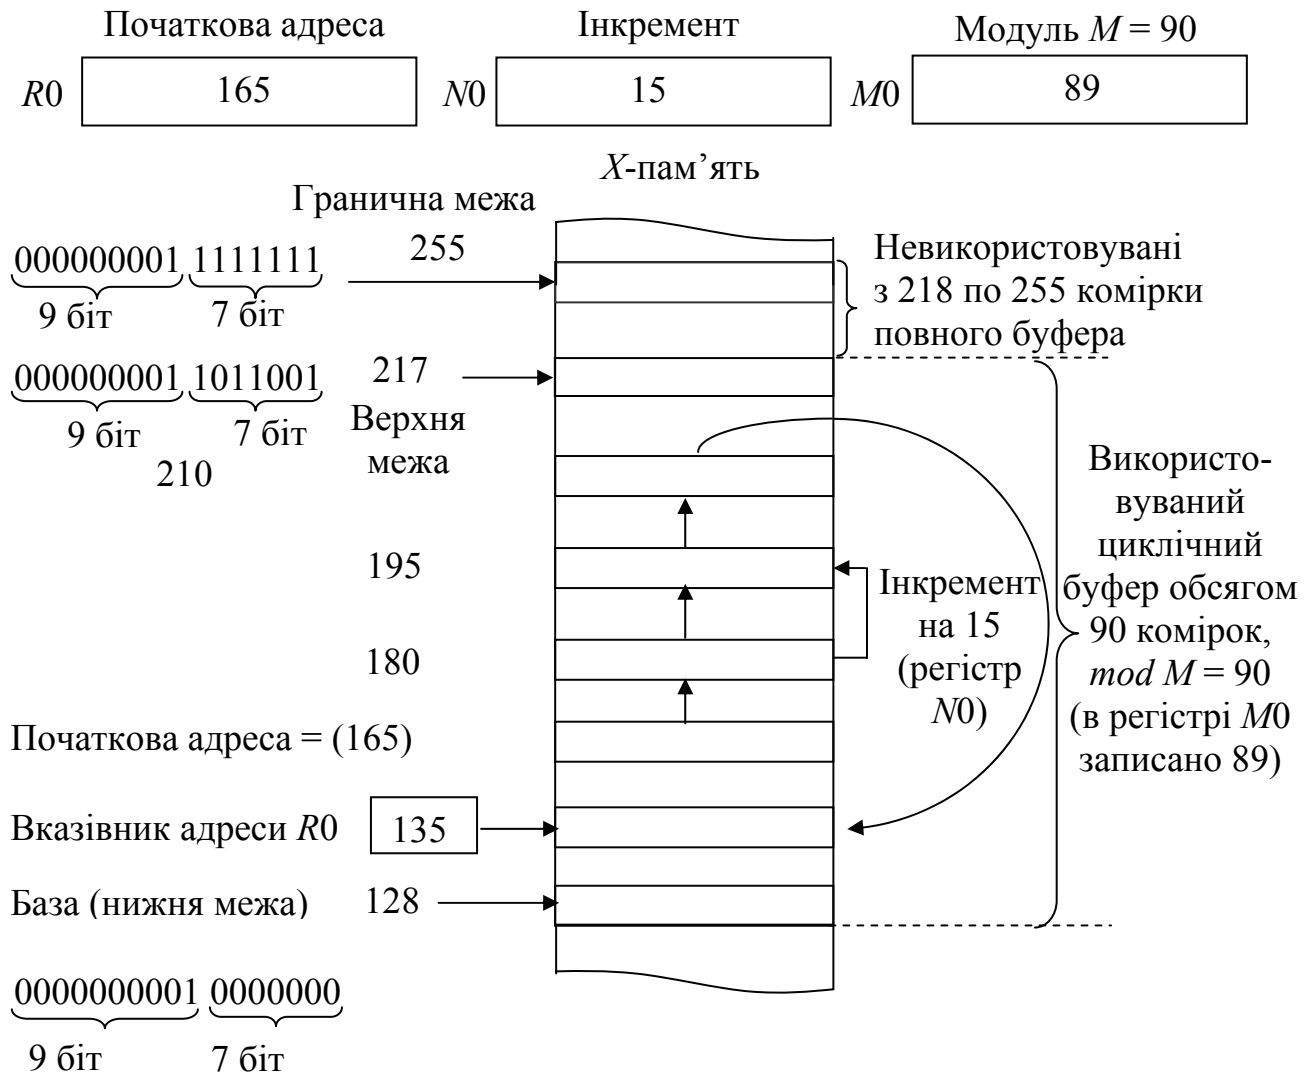 Початкова адреса
Інкремент
Модуль M = 90
R0
165
N0
15
M0
89
X-пам’ять
Гранична межа
000000001 1111111
255
9 біт
7 біт
Невикористовувані
з 218 по 255 комірки
повного буфера
000000001 1011001
217
9 біт
7 біт
210
Верхня
межа
Використо-
вуваний
циклічний
буфер обсягом
90 комірок,
mod M = 90
(в регістрі M0
записано 89)
195
Інкремент
на 15
(регістр
N0)
180
Початкова адреса = (165)
Вказівник адреси R0
135
База (нижня межа)
128
0000000001 0000000
9 біт
7 біт